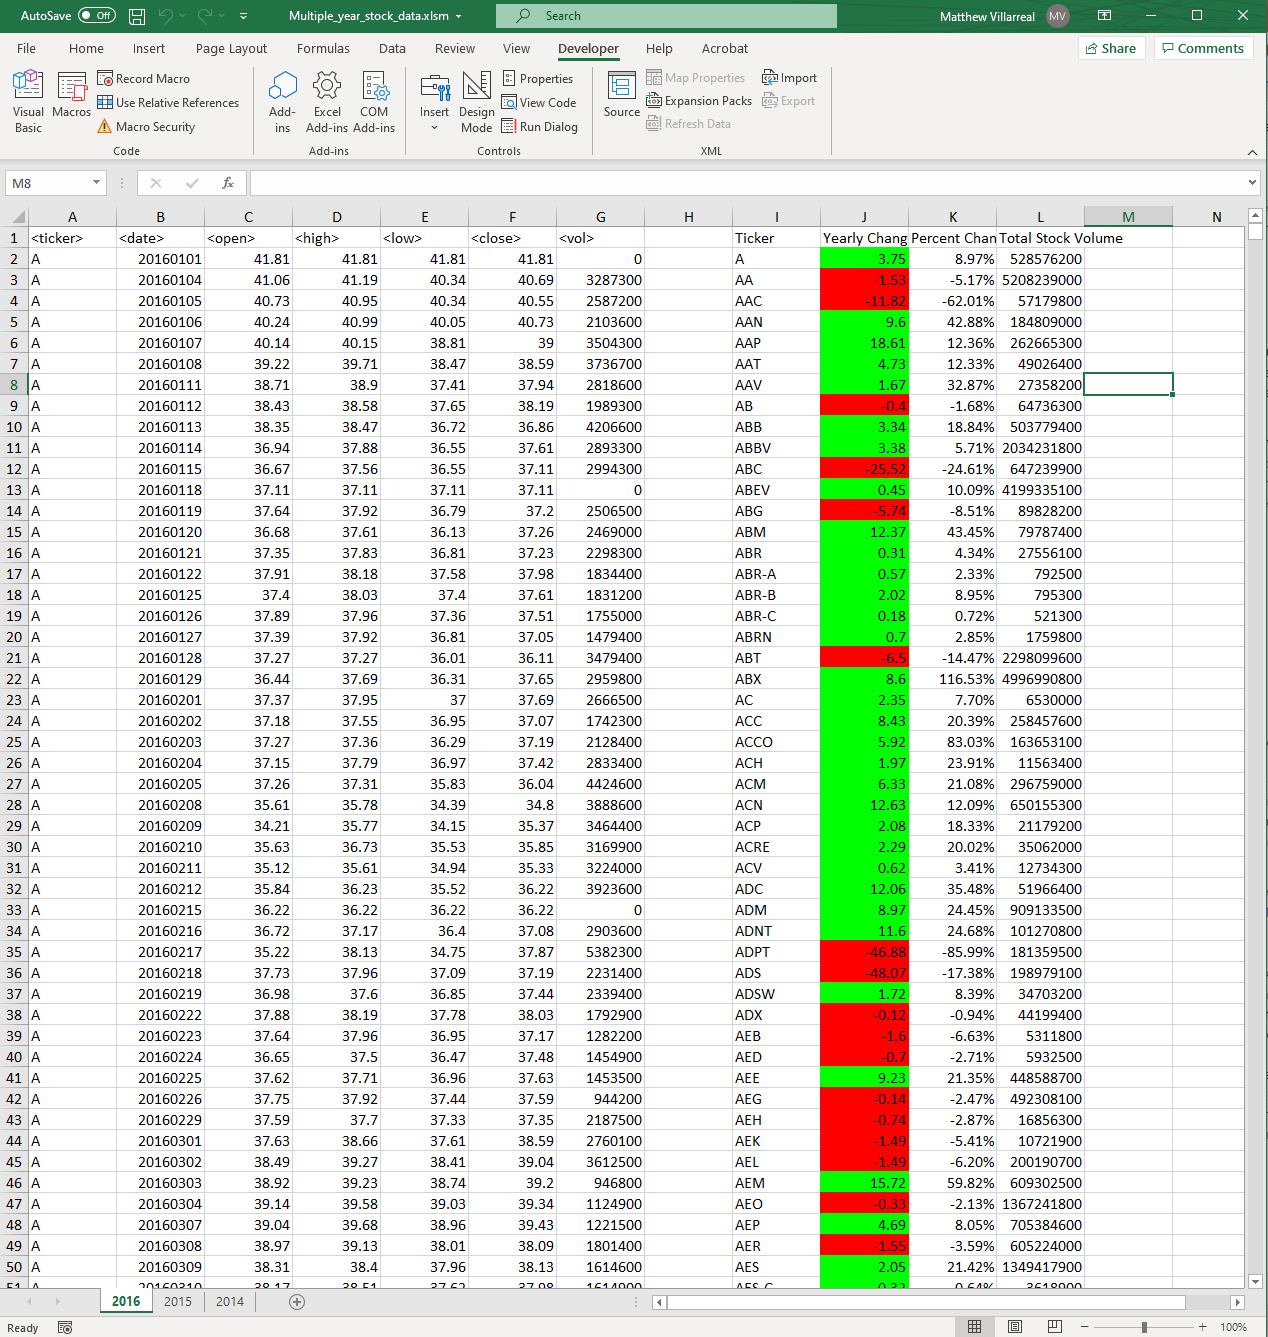 AutoSave Off Multiple_year_stock_data.xlsm Search Matthew Villarreal MV
File Home Insert Page Layout Formulas Data Review View Developer Help Acrobat Share Comments
Visual Basic Macros Record Macro Use Relative References Macro Security
Code
Add-ins Excel Add-ins COM Add-ins
Add-ins
Insert Design Mode Properties View Code Run Dialog
Controls
Source Map Properties Expansion Packs Refresh Data Import Export
XML
M8 fx
A B C D E F G H I J K L M N
1 <ticker> <date> <open> <high> <low> <close> <vol> Ticker Yearly Chang Percent Chan Total Stock Volume
2 A 20160101 41.81 41.81 41.81 41.81 0 A 3.75 8.97% 528576200
3 A 20160104 41.06 41.19 40.34 40.69 3287300 AA -1.53 -5.17% 5208239000
4 A 20160105 40.73 40.95 40.34 40.55 2587200 AAC -11.82 -62.01% 57179800
5 A 20160106 40.24 40.99 40.05 40.73 2103600 AAN 9.6 42.88% 184809000
6 A 20160107 40.14 40.15 38.81 39 3504300 AAP 18.61 12.36% 262665300
7 A 20160108 39.22 39.71 38.47 38.59 3736700 AAT 4.73 12.33% 49026400
8 A 20160111 38.71 38.9 37.41 37.94 2818600 AAV 1.67 32.87% 27358200
9 A 20160112 38.43 38.58 37.65 38.19 1989300 AB -0.4 -1.68% 64736300
10 A 20160113 38.35 38.47 36.72 36.86 4206600 ABB 3.34 18.84% 503779400
11 A 20160114 36.94 37.88 36.55 37.61 2893300 ABBV 3.38 5.71% 2034231800
12 A 20160115 36.67 37.56 36.55 37.11 2994300 ABC -25.52 -24.61% 647239900
13 A 20160118 37.11 37.11 37.11 37.11 0 ABEV 0.45 10.09% 4199335100
14 A 20160119 37.64 37.92 36.79 37.2 2506500 ABG -5.74 -8.51% 89828200
15 A 20160120 36.68 37.61 36.13 37.26 2469000 ABM 12.37 43.45% 79787400
16 A 20160121 37.35 37.83 36.81 37.23 2298300 ABR 0.31 4.34% 27556100
17 A 20160122 37.91 38.18 37.58 37.98 1834400 ABR-A 0.57 2.33% 792500
18 A 20160125 37.4 38.03 37.4 37.61 1831200 ABR-B 2.02 8.95% 795300
19 A 20160126 37.89 37.96 37.36 37.51 1755000 ABR-C 0.18 0.72% 521300
20 A 20160127 37.39 37.92 36.81 37.05 1479400 ABRN 0.7 2.85% 1759800
21 A 20160128 37.27 37.27 36.01 36.11 3479400 ABT -6.5 -14.47% 2298099600
22 A 20160129 36.44 37.69 36.31 37.65 2959800 ABX 8.6 116.53% 4996990800
23 A 20160201 37.37 37.95 37 37.69 2666500 AC 2.35 7.70% 6530000
24 A 20160202 37.18 37.55 36.95 37.07 1742300 ACC 8.43 20.39% 258457600
25 A 20160203 37.27 37.36 36.29 37.19 2128400 ACCO 5.92 83.03% 163653100
26 A 20160204 37.15 37.79 36.97 37.42 2833400 ACH 1.97 23.91% 11563400
27 A 20160205 37.26 37.31 35.83 36.04 4424600 ACM 6.33 21.08% 296759000
28 A 20160208 35.61 35.78 34.39 34.8 3888600 ACN 12.63 12.09% 650155300
29 A 20160209 34.21 35.77 34.15 35.37 3464400 ACP 2.08 18.33% 21179200
30 A 20160210 35.63 36.73 35.53 35.85 3169900 ACRE 2.29 20.02% 35062000
31 A 20160211 35.12 35.61 34.94 35.33 3224000 ACV 0.62 3.41% 12734300
32 A 20160212 35.84 36.23 35.52 36.22 3923600 ADC 12.06 35.48% 51966400
33 A 20160215 36.22 36.22 36.22 36.22 0 ADM 8.97 24.45% 909133500
34 A 20160216 36.72 37.17 36.4 37.08 2903600 ADNT 11.6 24.68% 101270800
35 A 20160217 35.22 38.13 34.75 37.87 5382300 ADPT -46.88 -85.99% 181359500
36 A 20160218 37.73 37.96 37.09 37.19 2231400 ADS -48.07 -17.38% 198979100
37 A 20160219 36.98 37.6 36.85 37.44 2339400 ADSW 1.72 8.39% 34703200
38 A 20160222 37.88 38.19 37.78 38.03 1792900 ADX -0.12 -0.94% 44199400
39 A 20160223 37.64 37.96 36.95 37.17 1282200 AEB -1.6 -6.63% 5311800
40 A 20160224 36.65 37.5 36.47 37.48 1454900 AED -0.7 -2.71% 5932500
41 A 20160225 37.62 37.71 36.96 37.63 1453500 AEE 9.23 21.35% 448588700
42 A 20160226 37.75 37.92 37.44 37.59 944200 AEG -0.14 -2.47% 492308100
43 A 20160229 37.59 37.7 37.33 37.35 2187500 AEH -0.74 -2.87% 16856300
44 A 20160301 37.63 38.66 37.61 38.59 2760100 AEK -1.49 -5.41% 10721900
45 A 20160302 38.49 39.27 38.41 39.04 3612500 AEL -1.49 -6.20% 200190700
46 A 20160303 38.92 39.23 38.74 39.2 946800 AEM 15.72 59.82% 609302500
47 A 20160304 39.14 39.58 39.03 39.34 1124900 AEO -0.33 -2.13% 1367241800
48 A 20160307 39.04 39.68 38.96 39.43 1221500 AEP 4.69 8.05% 705384600
49 A 20160308 38.97 39.13 38.01 38.09 1801400 AER -1.55 -3.59% 605224000
50 A 20160309 38.31 38.4 37.96 38.13 1614600 AES 2.05 21.42% 1349417900
2016 2015 2014
Ready 100%